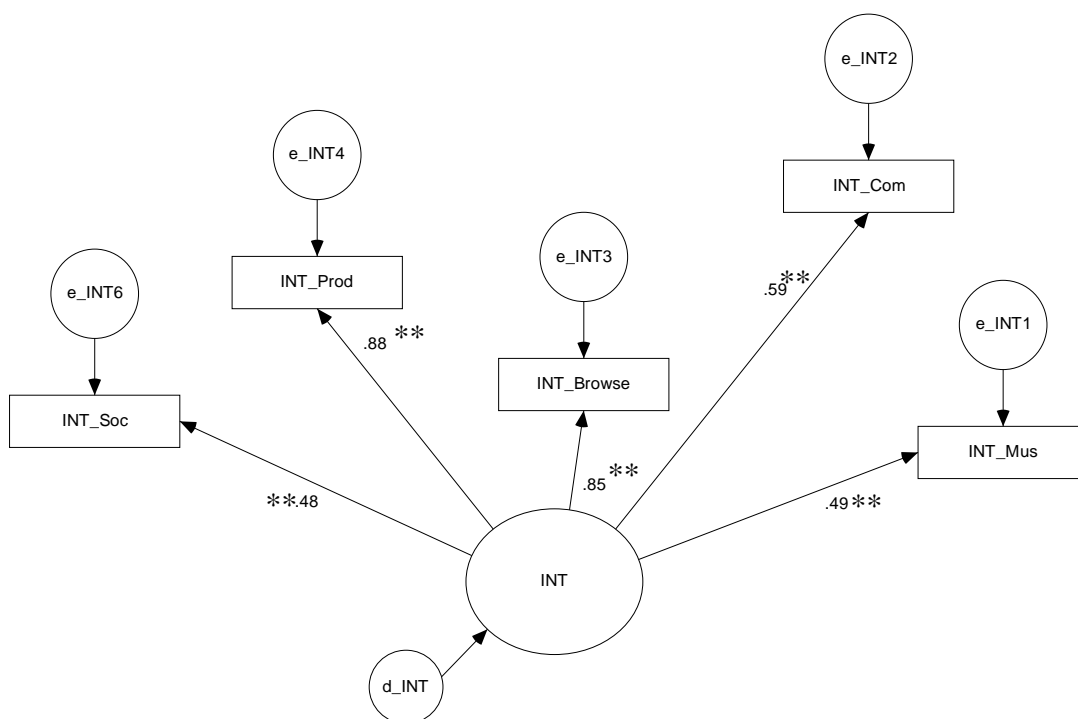 e_INT2
e_INT4
INT_Com
e_INT3
INT_Prod
.59**
e_INT6
e_INT1
.88 **
INT_Browse
INT_Soc
INT_Mus
.85**
**.48
.49**
INT
d_INT